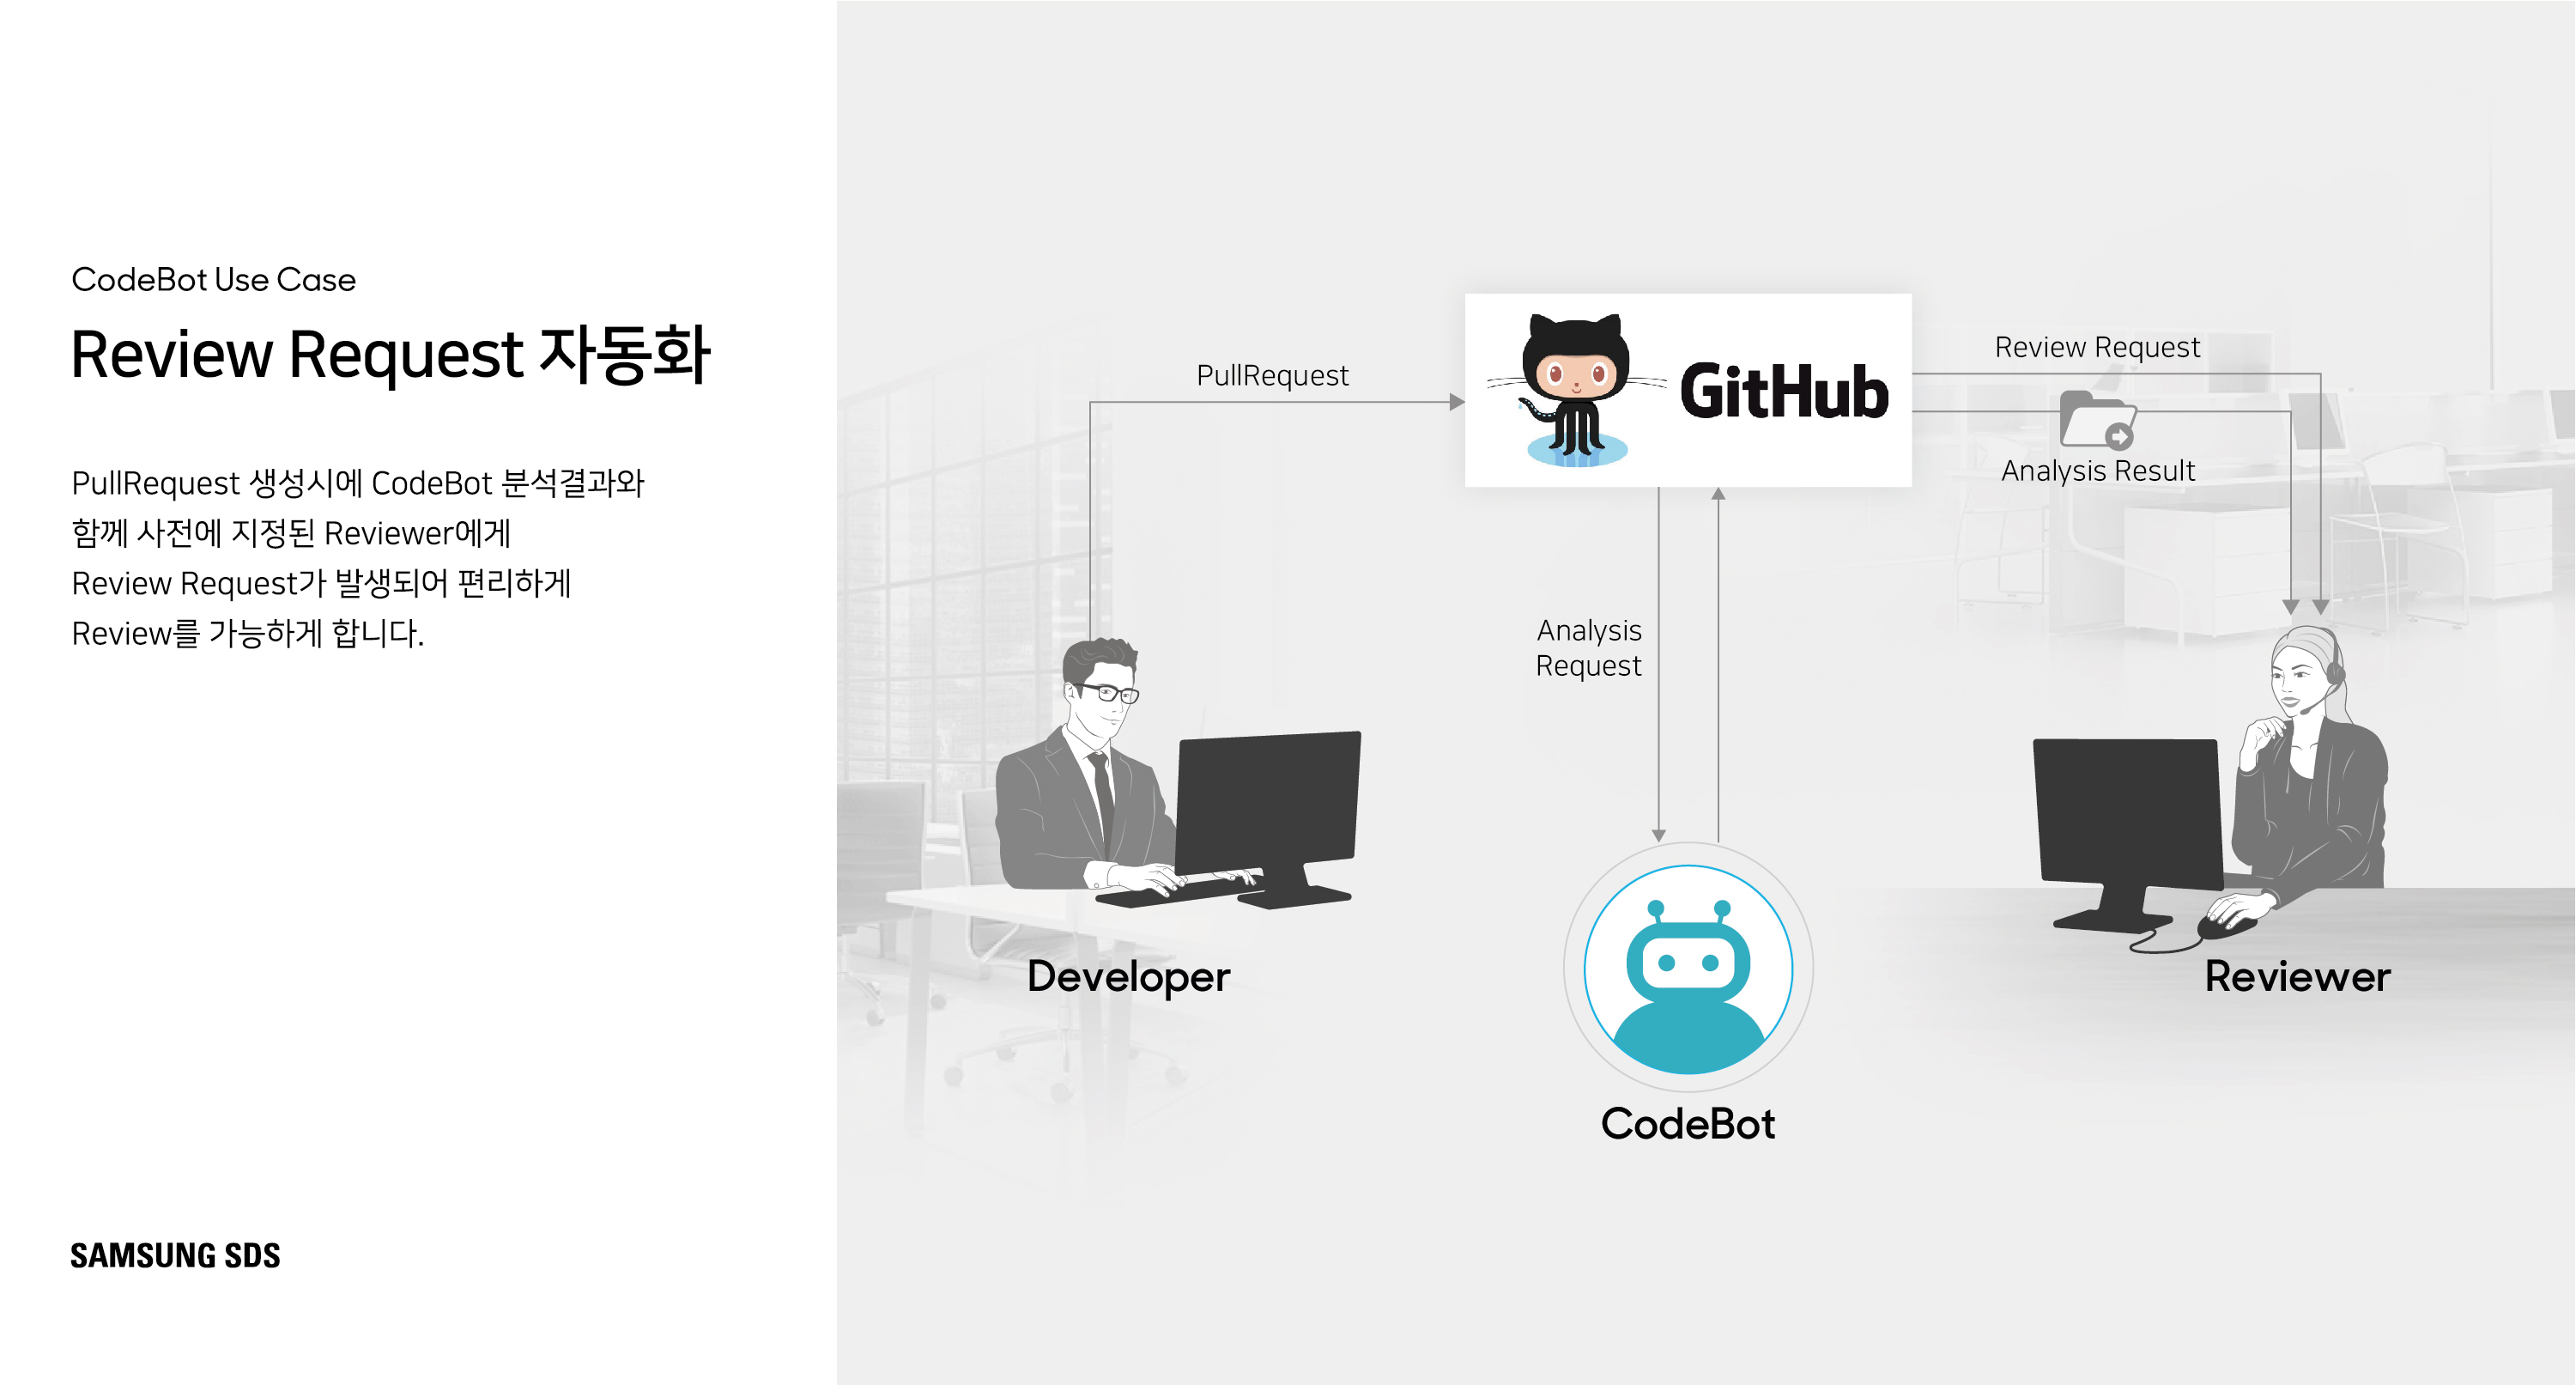 CodeBot Use Case
Review Request 자동화
PullRequest 생성시에 CodeBot 분석결과와
함께 사전에 지정된 Reviewer에게
Review Request가 발생되어 편리하게
Review를 가능하게 합니다.
SAMSUNG SDS
PullRequest
GitHub
Review Request
Analysis Result
Analysis
Request
Developer
CodeBot
Reviewer